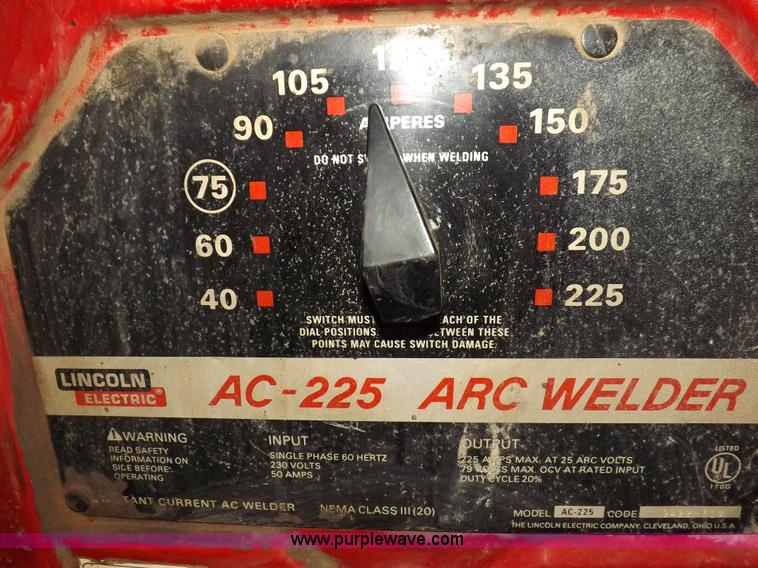 105
135
90
AMPERES
150
DO NOT WHEN WELDING
75
175
60
200
40
225
SWITCH MUST EACH OF THE
DIAL POSITIONS. BETWEEN THESE
POINTS MAY CAUSE SWITCH DAMAGE.
LINCOLN
ELECTRIC
AC-225 ARC WELDER
WARNING
READ SAFETY
INFORMATION ON
SIDE BEFORE
OPERATING
INPUT
SINGLE PHASE 60 HERTZ
230 VOLTS
50 AMPS
OUTPUT
225 AMPS MAX. AT 25 ARC VOLTS
79 VOLTS MAX. OCV AT RATED INPUT
DUTY CYCLE 20%
LISTED
UL
170G
CURRENT AC WELDER NEMA CLASS III (20)
MODEL AC-225 CODE
THE LINCOLN ELECTRIC COMPANY, CLEVELAND, OHIO U.S.A.
www.purplewave.com